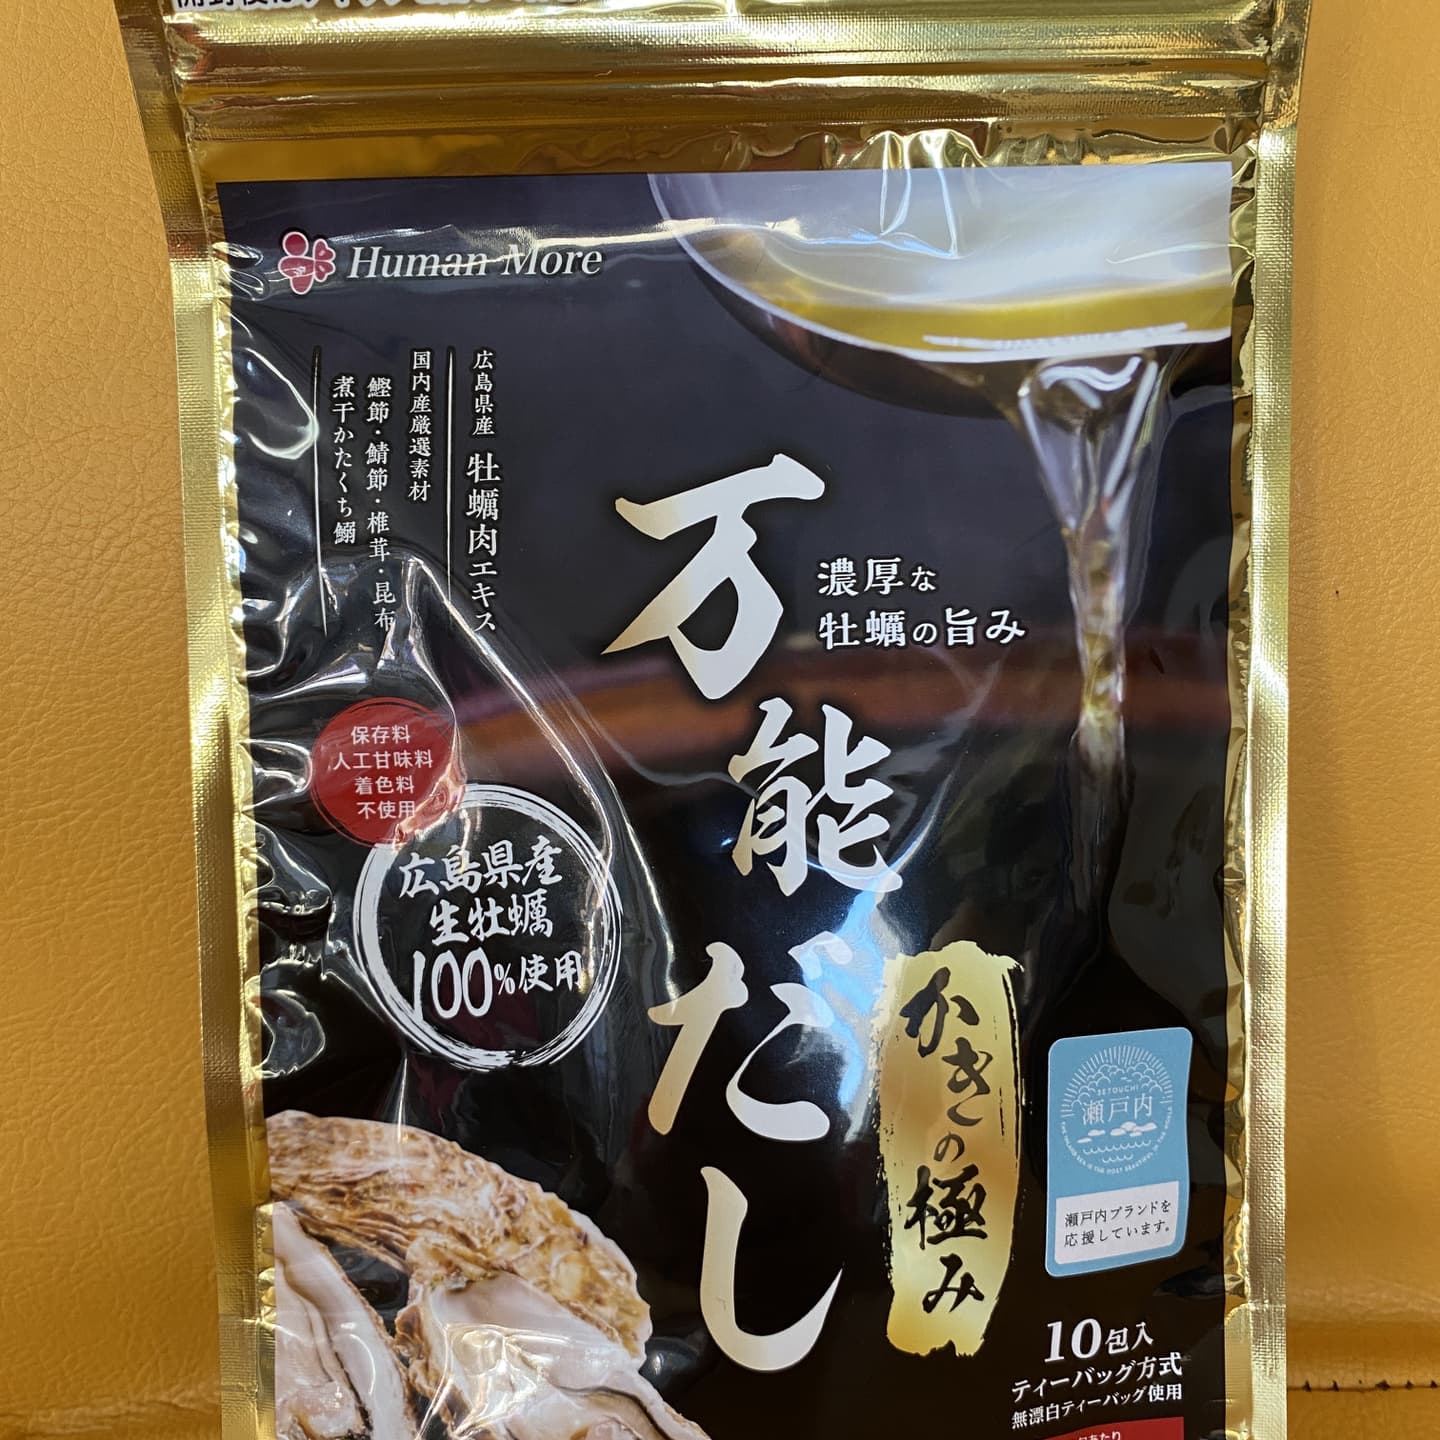 Human More
広島県産 牡蠣肉エキス
国内産厳選素材
鰹節・鯖節・椎茸・昆布
煮干かたくち鰯
濃厚な
牡蠣の旨み
万能だし
かきの極み
保存料
人工甘味料
着色料
不使用
広島県産
生牡蠣
100%使用
SETOUCHI
瀬戸内
瀬戸内ブランドを
応援しています。
10包入
ティーバッグ方式
無漂白ティーバッグ使用